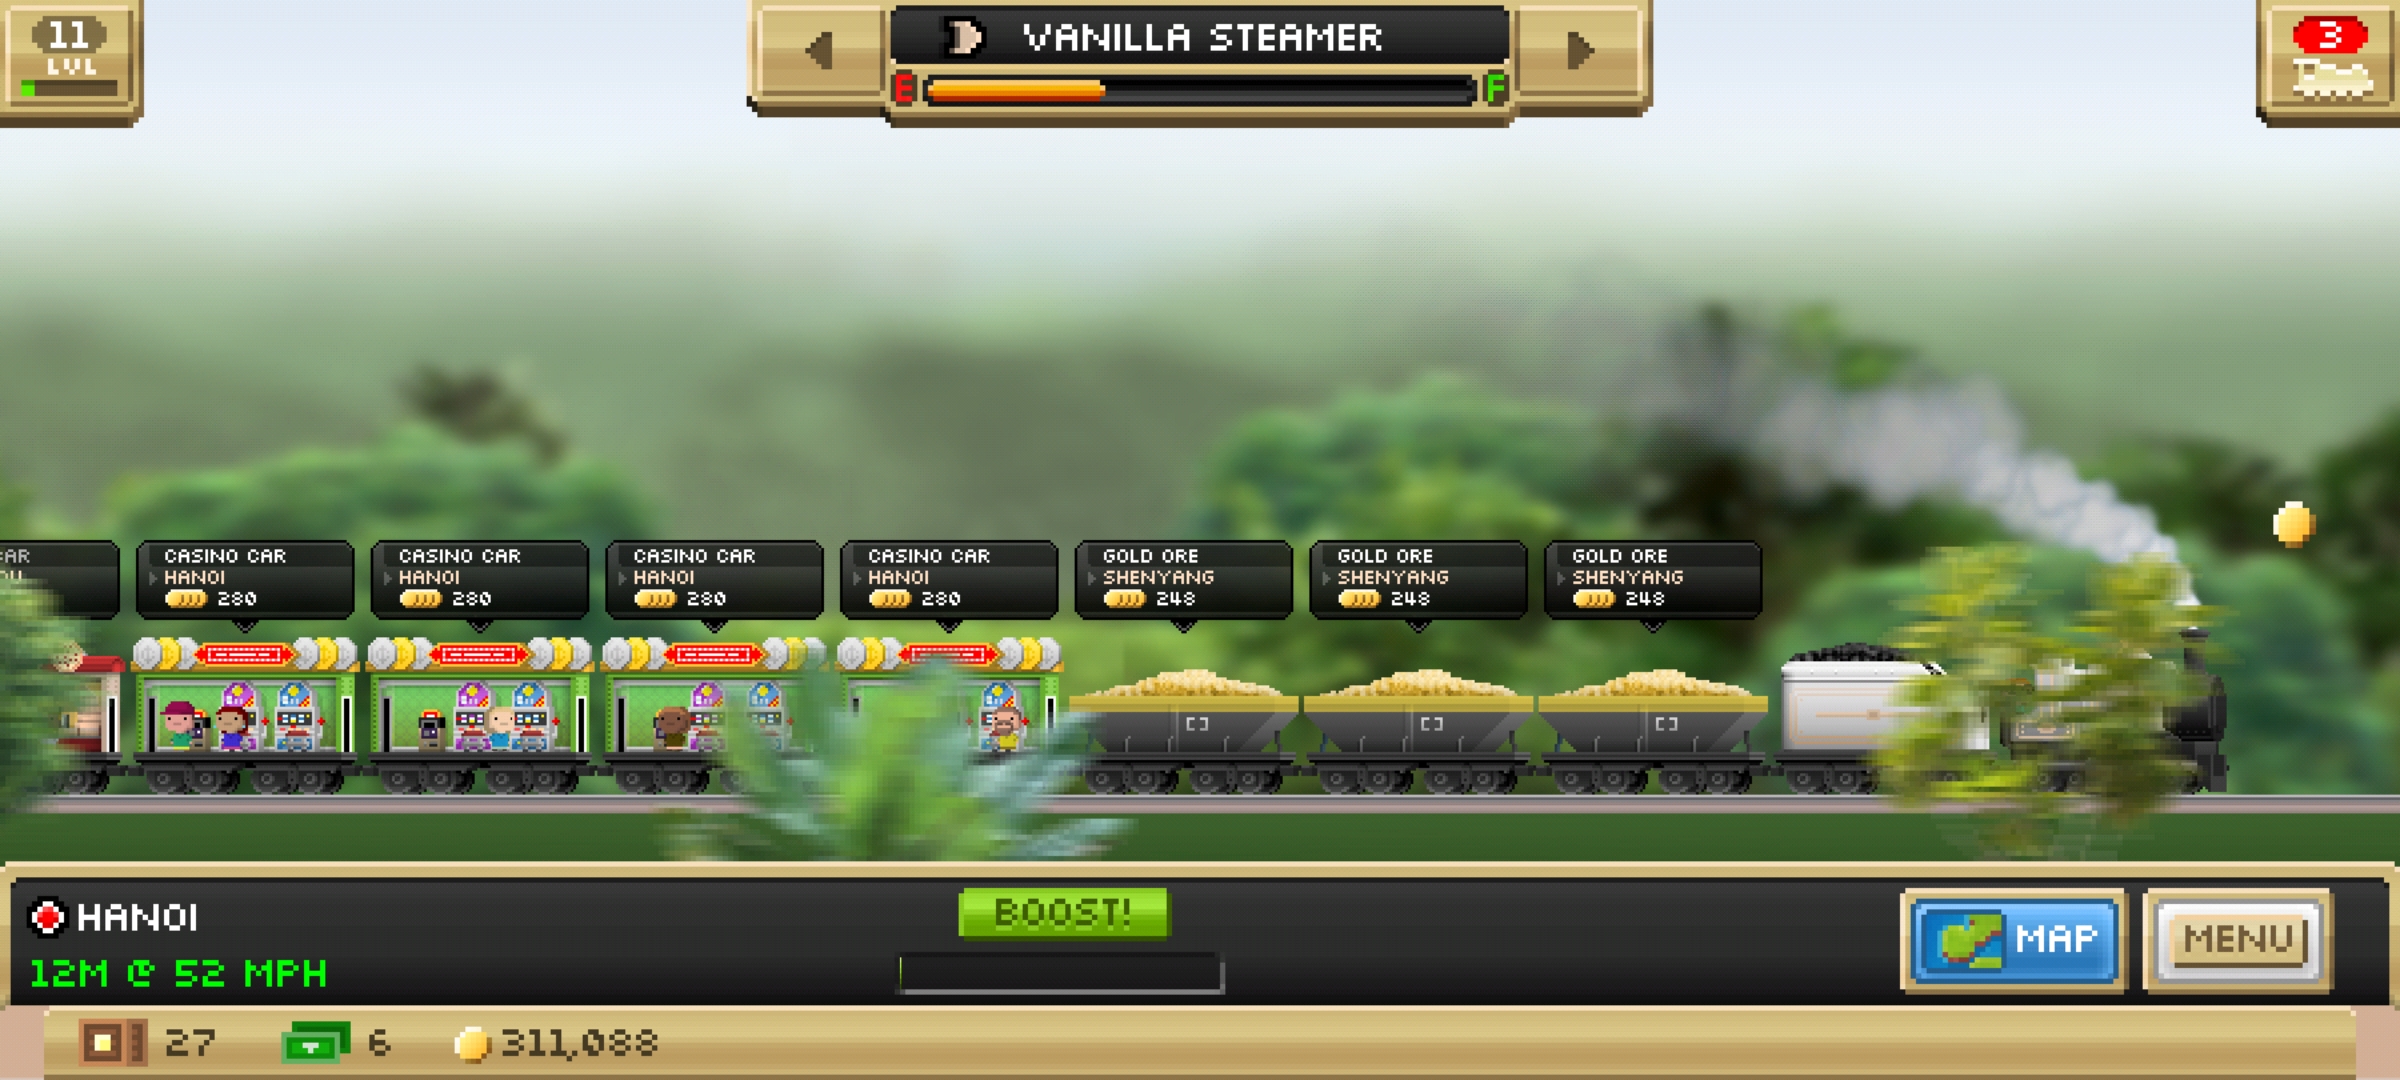 11
LVL
VANILLA STEAMER
E
F
3
CAR
CASINO CAR
HANOI
280
CASINO CAR
HANOI
280
CASINO CAR
HANOI
280
CASINO CAR
HANOI
280
GOLD ORE
SHENYANG
248
GOLD ORE
SHENYANG
248
GOLD ORE
SHENYANG
248
HANOI
12M @ 52 MPH
BOOST!
MAP
MENU
27
6
311,088